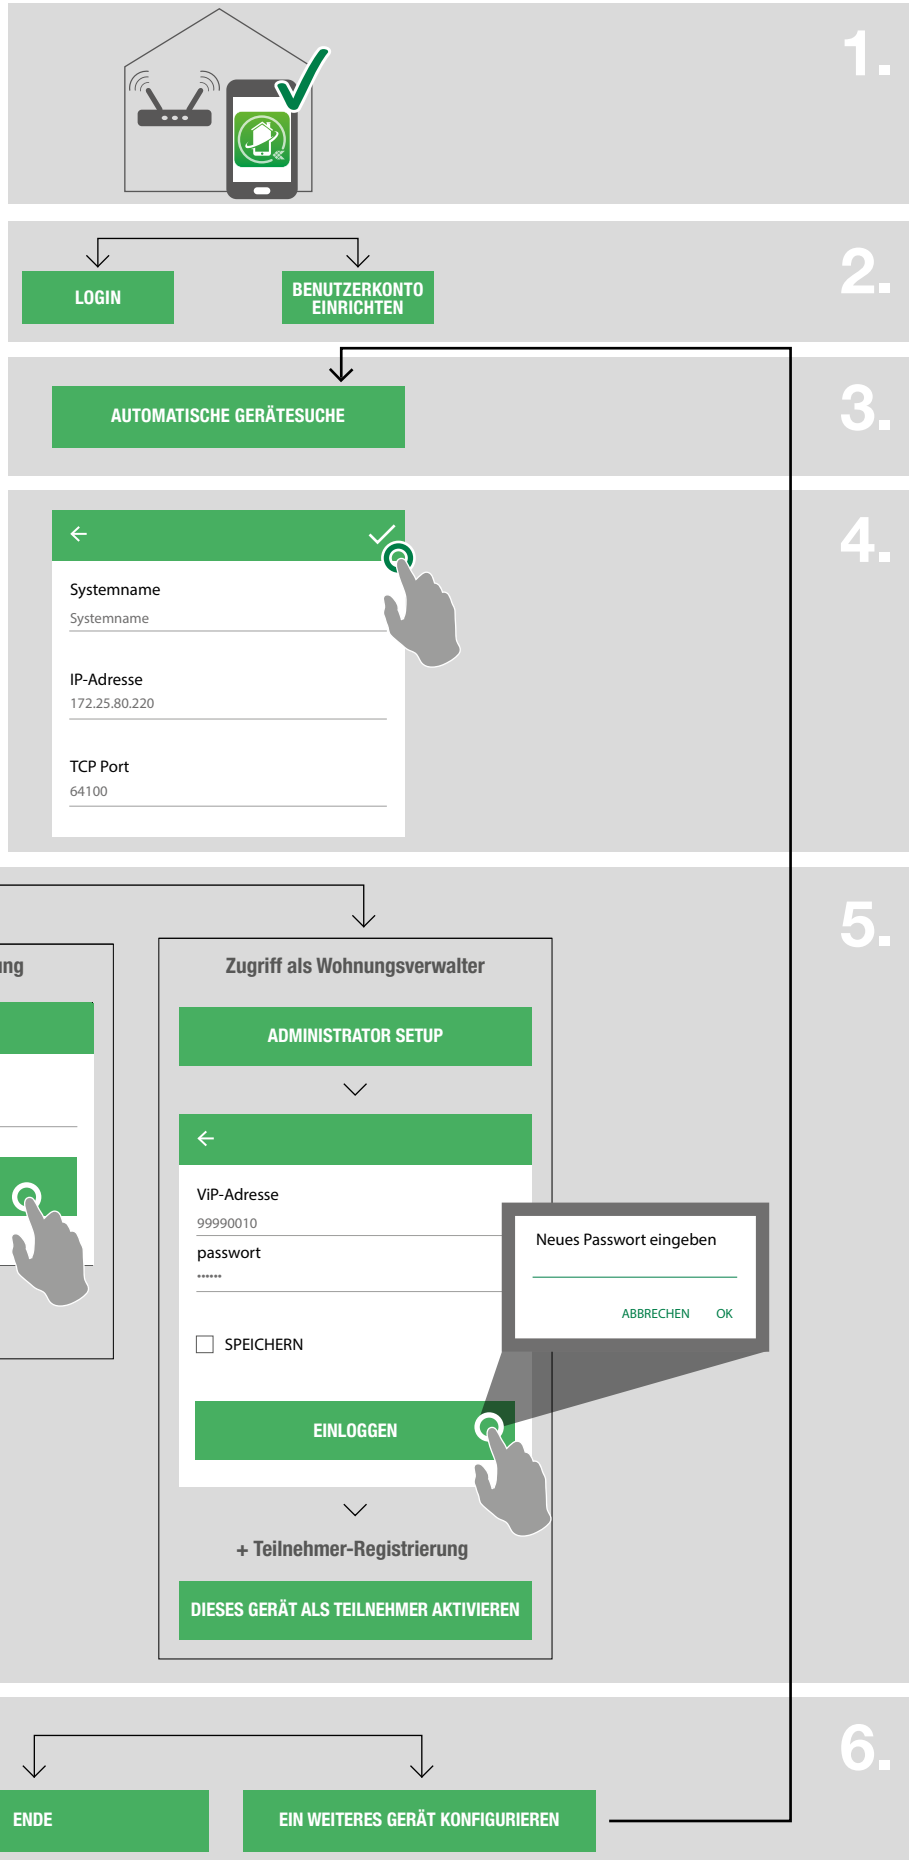 1.
2.
LOGIN
BENUTZERKONTO
EINRICHTEN
3.
AUTOMATISCHE GERÄTESUCHE
4.
Systemname
Systemname
IP-Adresse
172.25.80.220
TCP Port
64100
5.
ung
Zugriff als Wohnungsverwalter
ADMINISTRATOR SETUP
ViP-Adresse
99990010
passwort
••••••
SPEICHERN
EINLOGGEN
Neues Passwort eingeben
ABBRECHEN OK
+ Teilnehmer-Registrierung
DIESES GERÄT ALS TEILNEHMER AKTIVIEREN
6.
ENDE
EIN WEITERES GERÄT KONFIGURIEREN